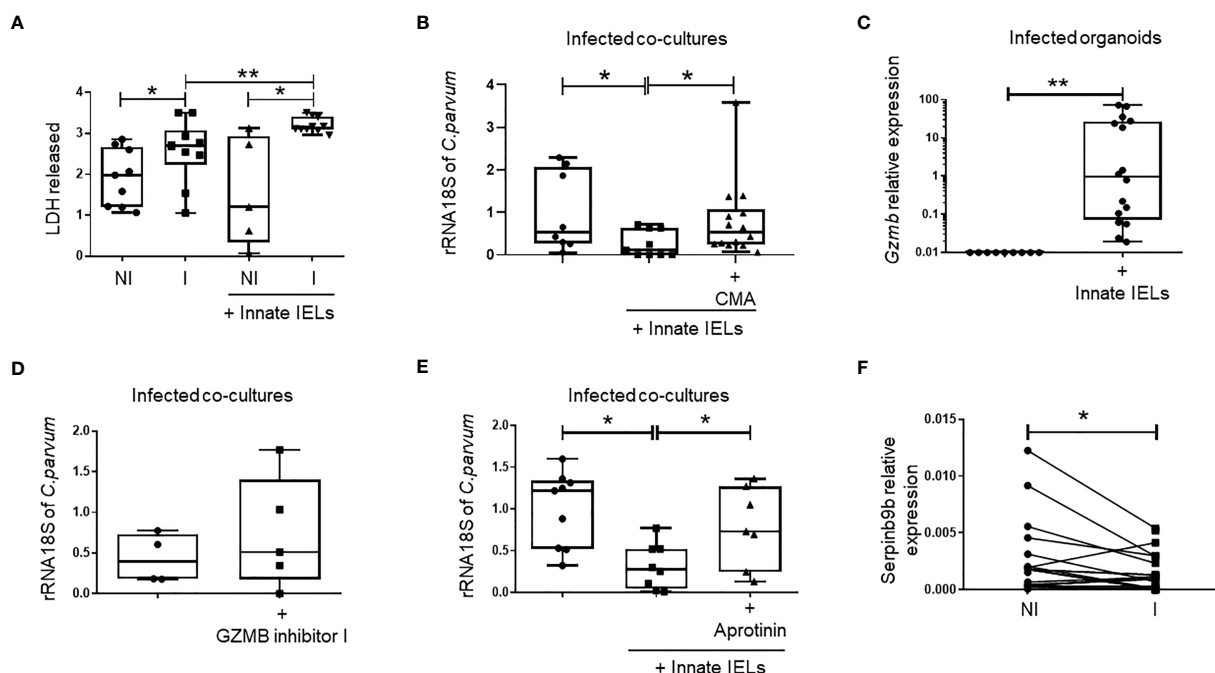 A
LDH released
4
3
2
1
0
*
**
*
NI
I
NI
I
+ Innate IELs
B
Infected co-cultures
rRNA18S of C.parvum
4
3
2
1
0
*
*
+
CMA
+ Innate IELs
C
Infected organoids
Gzmb relative expression
100
10
1
0.1
0.01
**
+
Innate IELs
D
Infected co-cultures
rRNA18S of C.parvum
2.0
1.5
1.0
0.5
0.0
+
GZMB inhibitor I
E
Infected co-cultures
rRNA18S of C.parvum
2.0
1.5
1.0
0.5
0.0
*
*
+
Aprotinin
+ Innate IELs
F
Serpinb9b relative
expression
0.015
0.010
0.005
0.000
*
NI
I